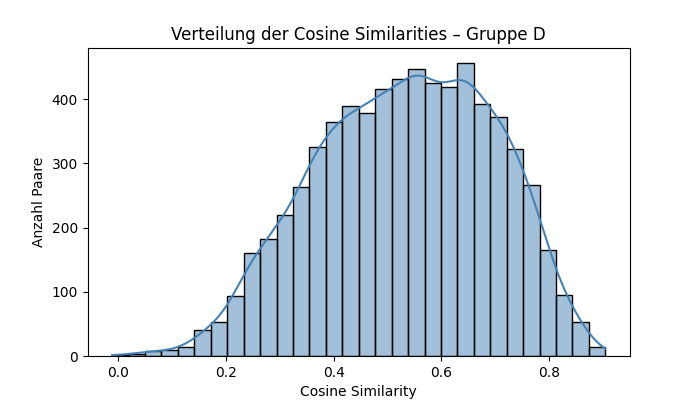 Verteilung der Cosine Similarities – Gruppe D
Anzahl Paare
400
300
200
100
0
0.0 0.2 0.4 0.6 0.8
Cosine Similarity